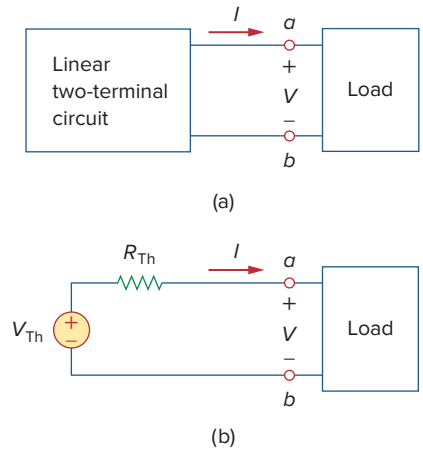 I
a
Linear
two-terminal
circuit
+
V
−
Load
b
(a)
R_Th
I
a
V_Th
+
−
+
V
−
Load
b
(b)